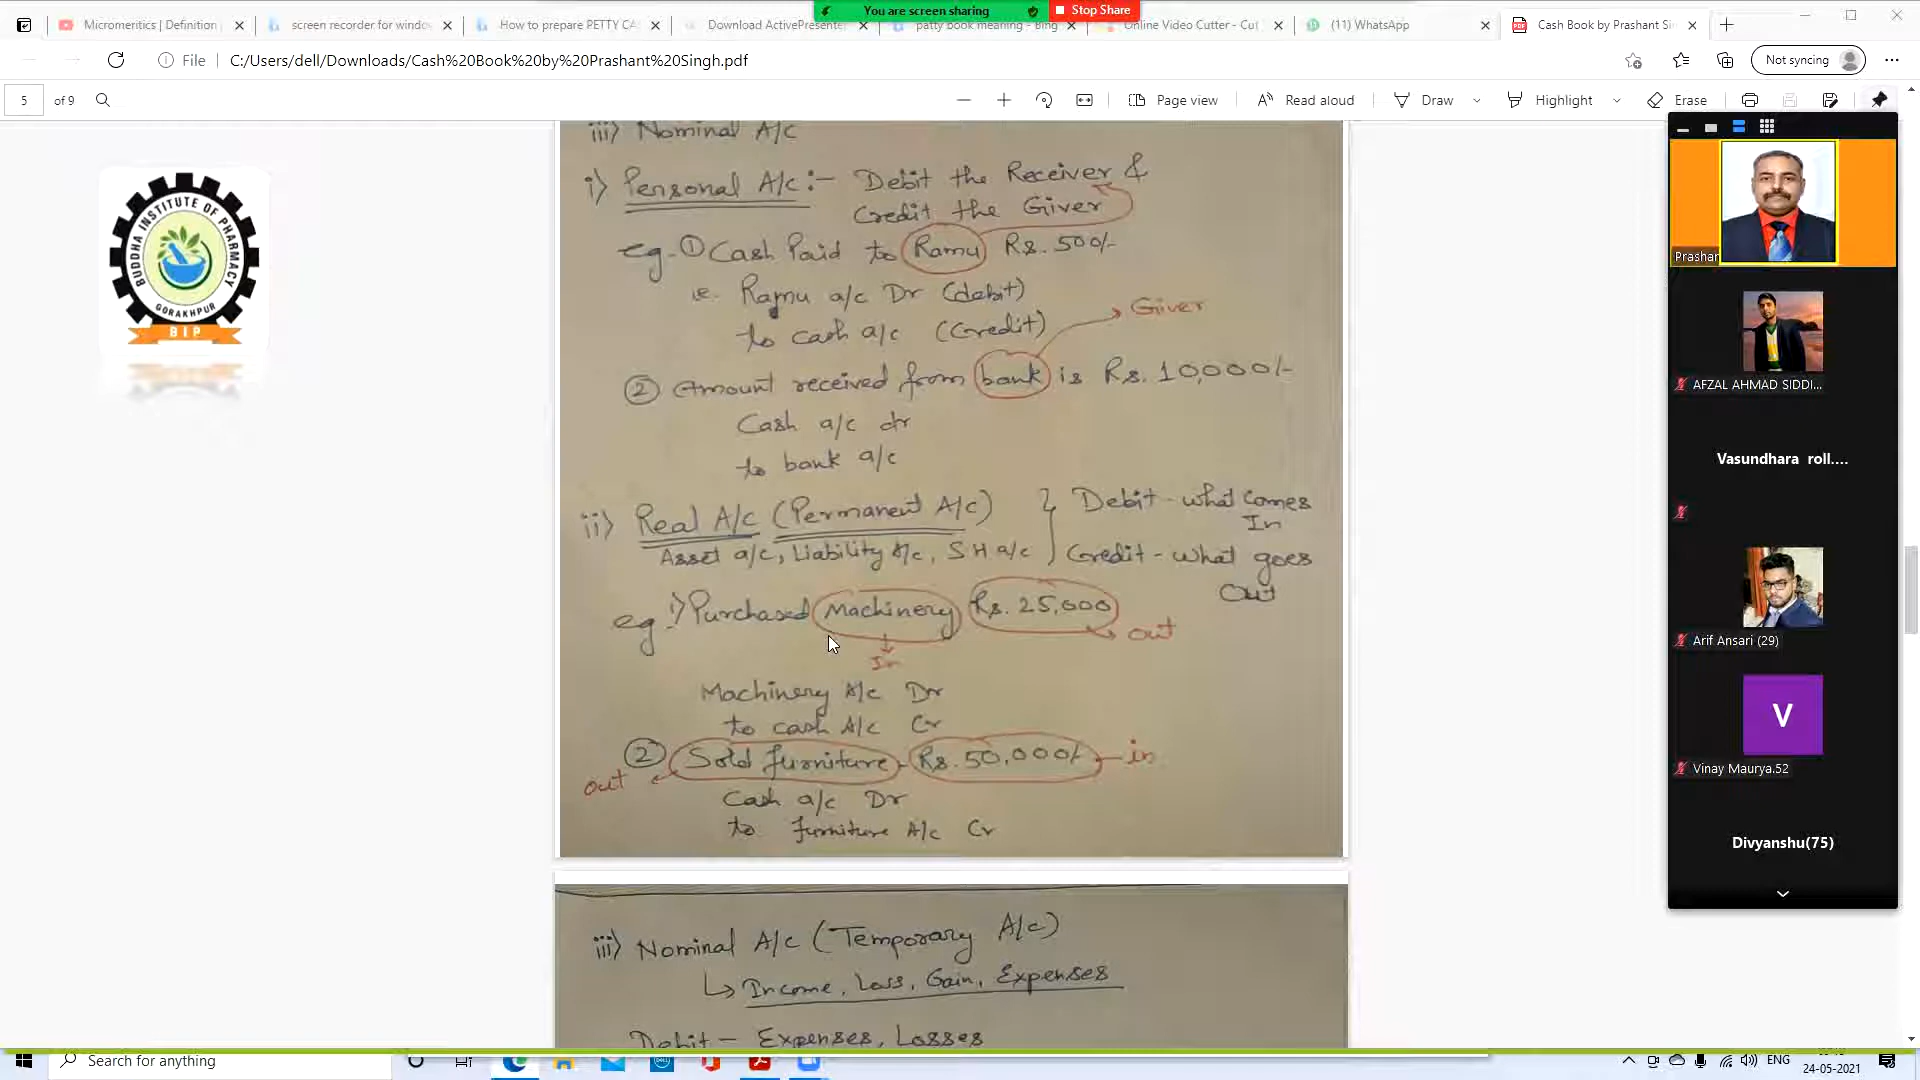 You are screen sharing
Stop Share
Micromeritics | Definition
screen recorder for windo
How to prepare PETTY CA
Download ActivePresenter
patty book meaning - Bing
Online Video Cutter - Cut
(11) WhatsApp
Cash Book by Prashant Sin
File C:/Users/dell/Downloads/Cash%20Book%20by%20Prashant%20Singh.pdf
Not syncing
5 of 9
Page view
Read aloud
Draw
Highlight
Erase
iii) Nominal A/c
i) Personal A/c :- Debit the Receiver &
Credit the Giver
eg. ① Cash Paid to Ramu Rs. 500/-
ie. Ramu a/c Dr (debit)
to cash a/c (Credit)
Giver
② Amount received from bank is Rs. 10,000/-
Cash a/c dr
to bank a/c
ii) Real A/c (Permanent A/c)
Debit - what comes
In
Asset a/c, Liability A/c, S H a/c
Credit - what goes
Out
eg. 1) Purchased Machinery Rs. 25,000
out
In
Machinery A/c Dr
to cash A/c Cr
② Sold furniture - Rs. 50,000/- in
out
Cash a/c Dr
to furniture A/c Cr
iii) Nominal A/c (Temporary A/c)
Income, Loss, Gain, Expenses
Debit - Expenses, Losses
BUDDHA INSTITUTE OF PHARMACY
GORAKHPUR
BIP
Prashan
AFZAL AHMAD SIDDI...
Vasundhara roll....
Arif Ansari (29)
V
Vinay Maurya.52
Divyanshu(75)
Search for anything
ENG
24-05-2021